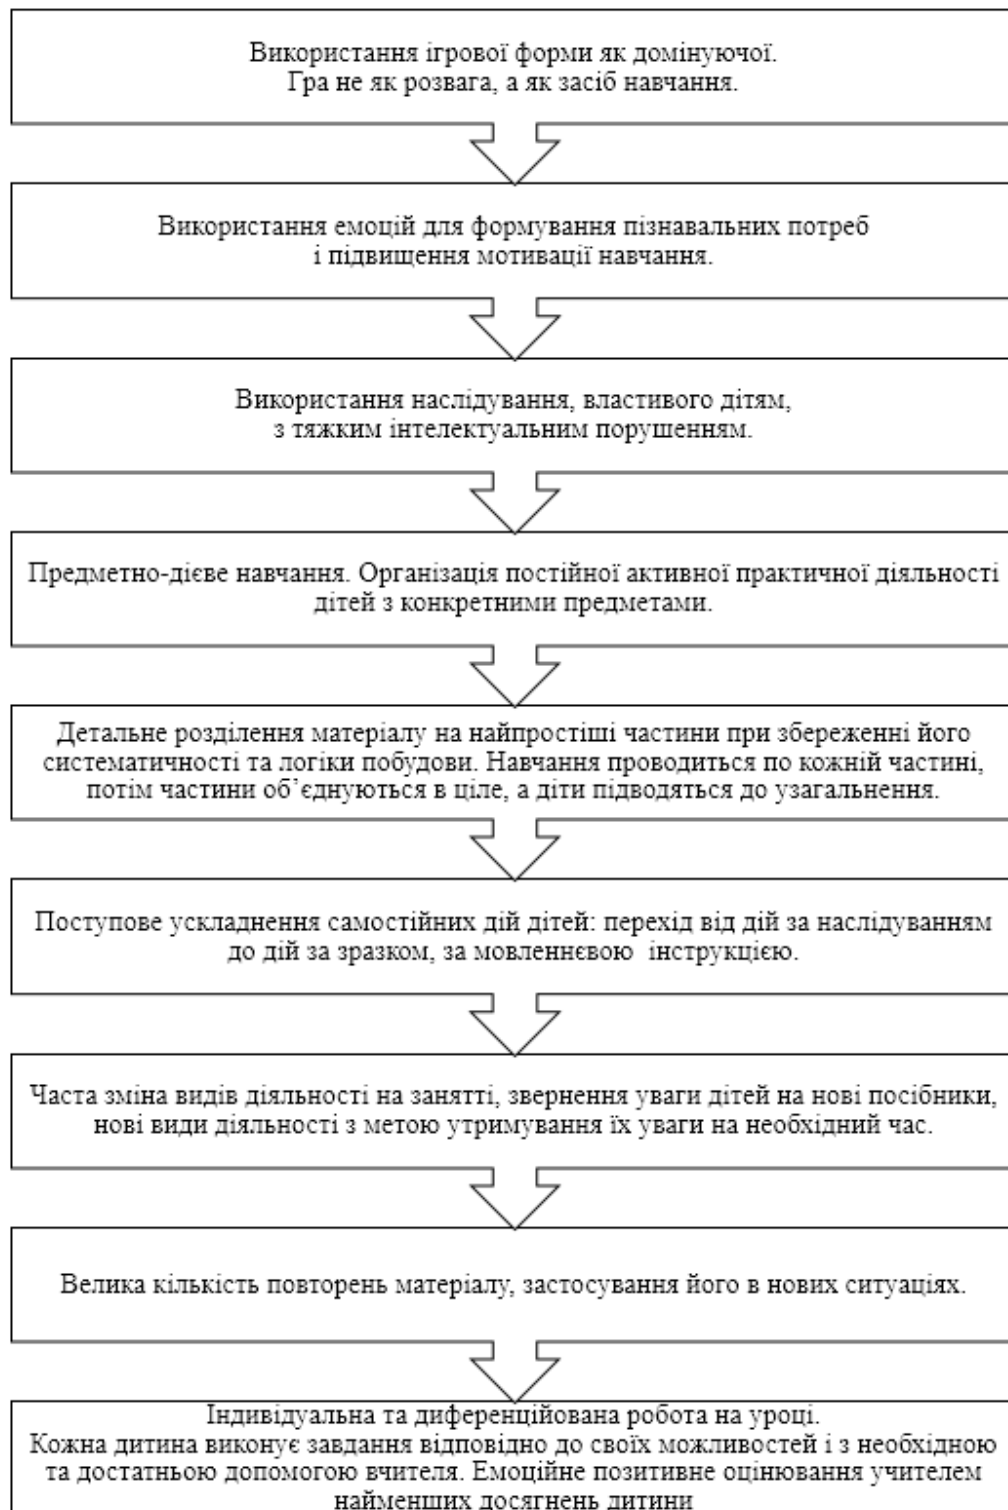 Використання ігрової форми як домінуючої.
Гра не як розвага, а як засіб навчання.
Використання емоцій для формування пізнавальних потреб
і підвищення мотивації навчання.
Використання наслідування, властивого дітям,
з тяжким інтелектуальним порушенням.
Предметно-дієве навчання. Організація постійної активної практичної діяльності
дітей з конкретними предметами.
Детальне розділення матеріалу на найпростіші частини при збереженні його
систематичності та логіки побудови. Навчання проводиться по кожній частині,
потім частини об’єднуються в ціле, а діти підводяться до узагальнення.
Поступове ускладнення самостійних дій дітей: перехід від дій за наслідуванням
до дій за зразком, за мовленнєвою інструкцією.
Часта зміна видів діяльності на занятті, звернення уваги дітей на нові посібники,
нові види діяльності з метою утримування їх уваги на необхідний час.
Велика кількість повторень матеріалу, застосування його в нових ситуаціях.
Індивідуальна та диференційована робота на уроці.
Кожна дитина виконує завдання відповідно до своїх можливостей і з необхідною
та достатньою допомогою вчителя. Емоційне позитивне оцінювання учителем
найменших досягнень дитини